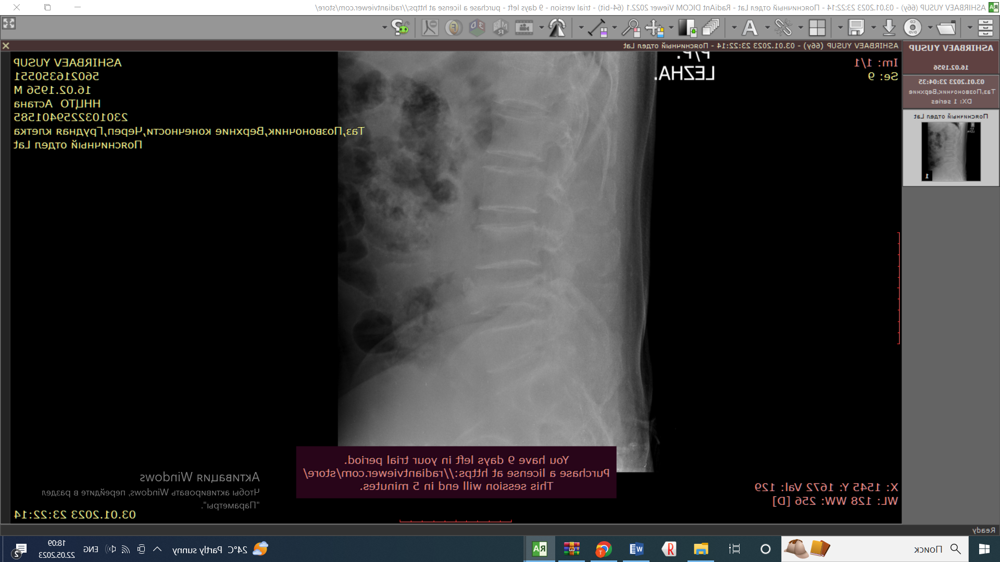 ASHIRBAEV YUSUP (66y) - 03.01.2023 23:22:14 - Поясничный отдел Lat - RadiAnt DICOM Viewer 2022.1 (64-bit) - trial version - 9 days left - purchase a license at https://radiantviewer.com/store/
ASHIRBAEV YUSUP
16.02.1956
03.01.2023 23:04:35
Таз,Позвоночник,Верхние
DX: 1 series
Поясничный отдел Lat
1
ASHIRBAEV YUSUP (66y) - 03.01.2023 23:22:14 - Поясничный отдел Lat
Im: 1/1
Se: 9
P/P.
LEZHA.
ASHIRBAEV YUSUP
560216350551
16.02.1956 M
ННЦТО Астана
2301032259401585
Таз,Позвоночник,Верхние конечности,Череп,Грудная клетка
Поясничный отдел Lat
You have 9 days left in your trial period.
Purchase a license at https://radiantviewer.com/store/
This session will end in 5 minutes.
X: 1545 Y: 1672 Val: 129
WL: 128 WW: 256 [D]
Активация Windows
Чтобы активировать Windows, перейдите в раздел
"Параметры".
03.01.2023 23:22:14
Ready
Поиск
24°C Partly sunny
ENG
18:09
22.05.2023
2